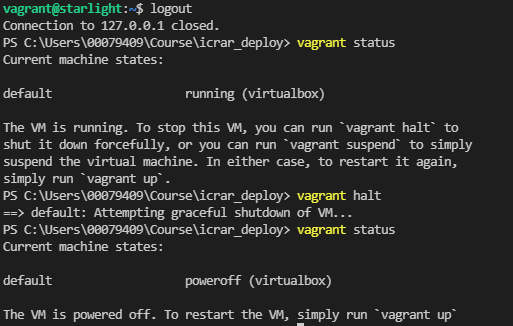 vagrant@starlight:~$ logout
Connection to 127.0.0.1 closed.
PS C:\Users\00079409\Course\icrar_deploy> vagrant status
Current machine states:
default                   running (virtualbox)
The VM is running. To stop this VM, you can run `vagrant halt` to
shut it down forcefully, or you can run `vagrant suspend` to simply
suspend the virtual machine. In either case, to restart it again,
simply run `vagrant up`.
PS C:\Users\00079409\Course\icrar_deploy> vagrant halt
==> default: Attempting graceful shutdown of VM...
PS C:\Users\00079409\Course\icrar_deploy> vagrant status
Current machine states:
default                   poweroff (virtualbox)
The VM is powered off. To restart the VM, simply run `vagrant up`